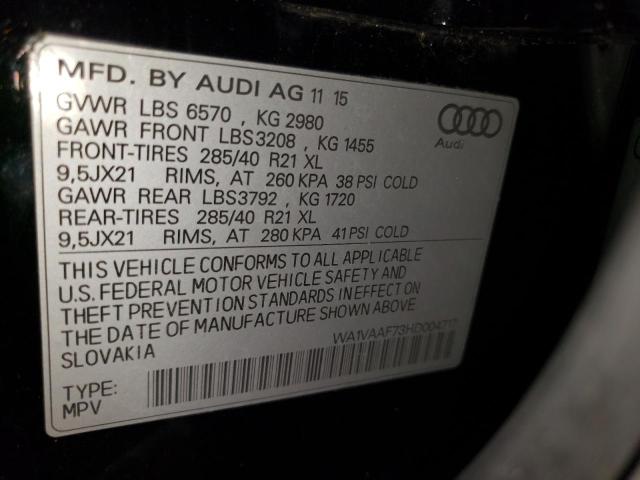 MFD. BY AUDI AG 11 15
GVWR LBS 6570 , KG 2980
GAWR FRONT LBS3208 , KG 1455
FRONT-TIRES 285/40 R21 XL
9,5JX21 RIMS, AT 260 KPA 38 PSI COLD
GAWR REAR LBS3792 , KG 1720
REAR-TIRES 285/40 R21 XL
9,5JX21 RIMS, AT 280 KPA 41 PSI COLD
Audi
THIS VEHICLE CONFORMS TO ALL APPLICABLE
U.S. FEDERAL MOTOR VEHICLE SAFETY AND
THEFT PREVENTION STANDARDS IN EFFECT ON
THE DATE OF MANUFACTURE SHOWN ABOVE
SLOVAKIA
WA1VAAF73HD004717
TYPE:
MPV